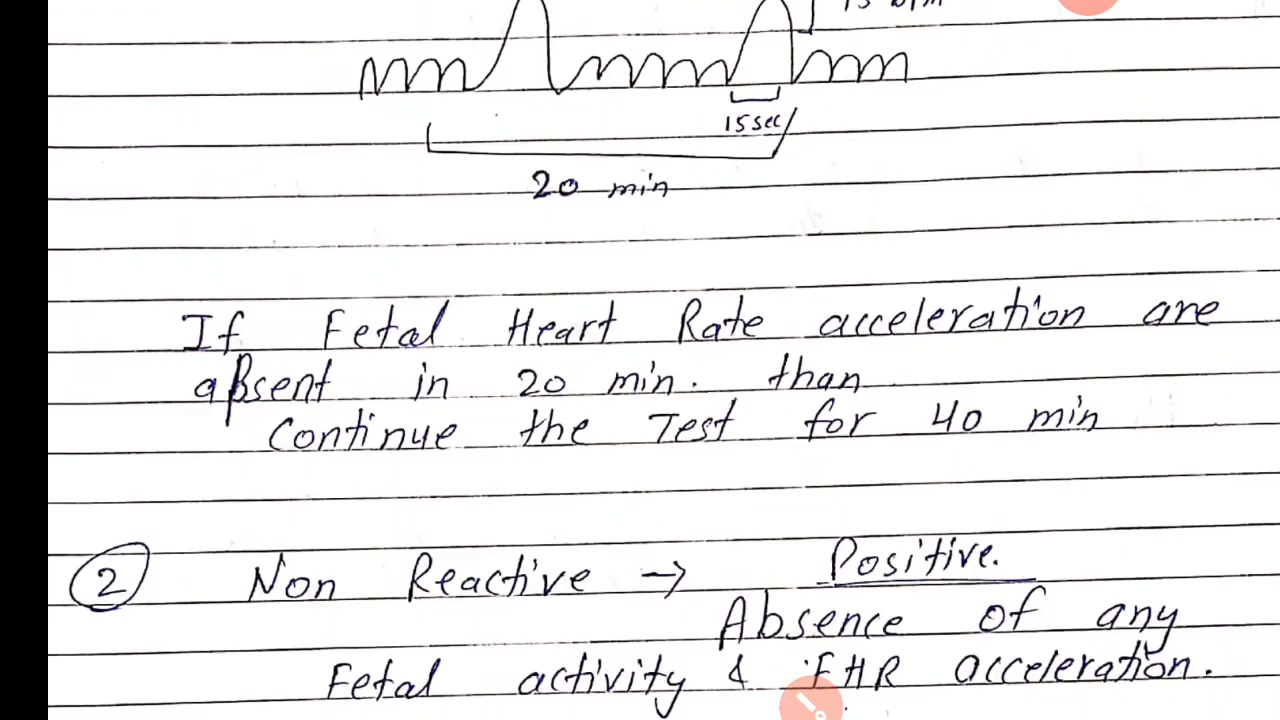 15sec
20 min
If Fetal Heart Rate acceleration are
absent in 20 min. than
Continue the Test for 40 min
2 Non Reactive → Positive.
Absence of any
Fetal activity & FHR acceleration.